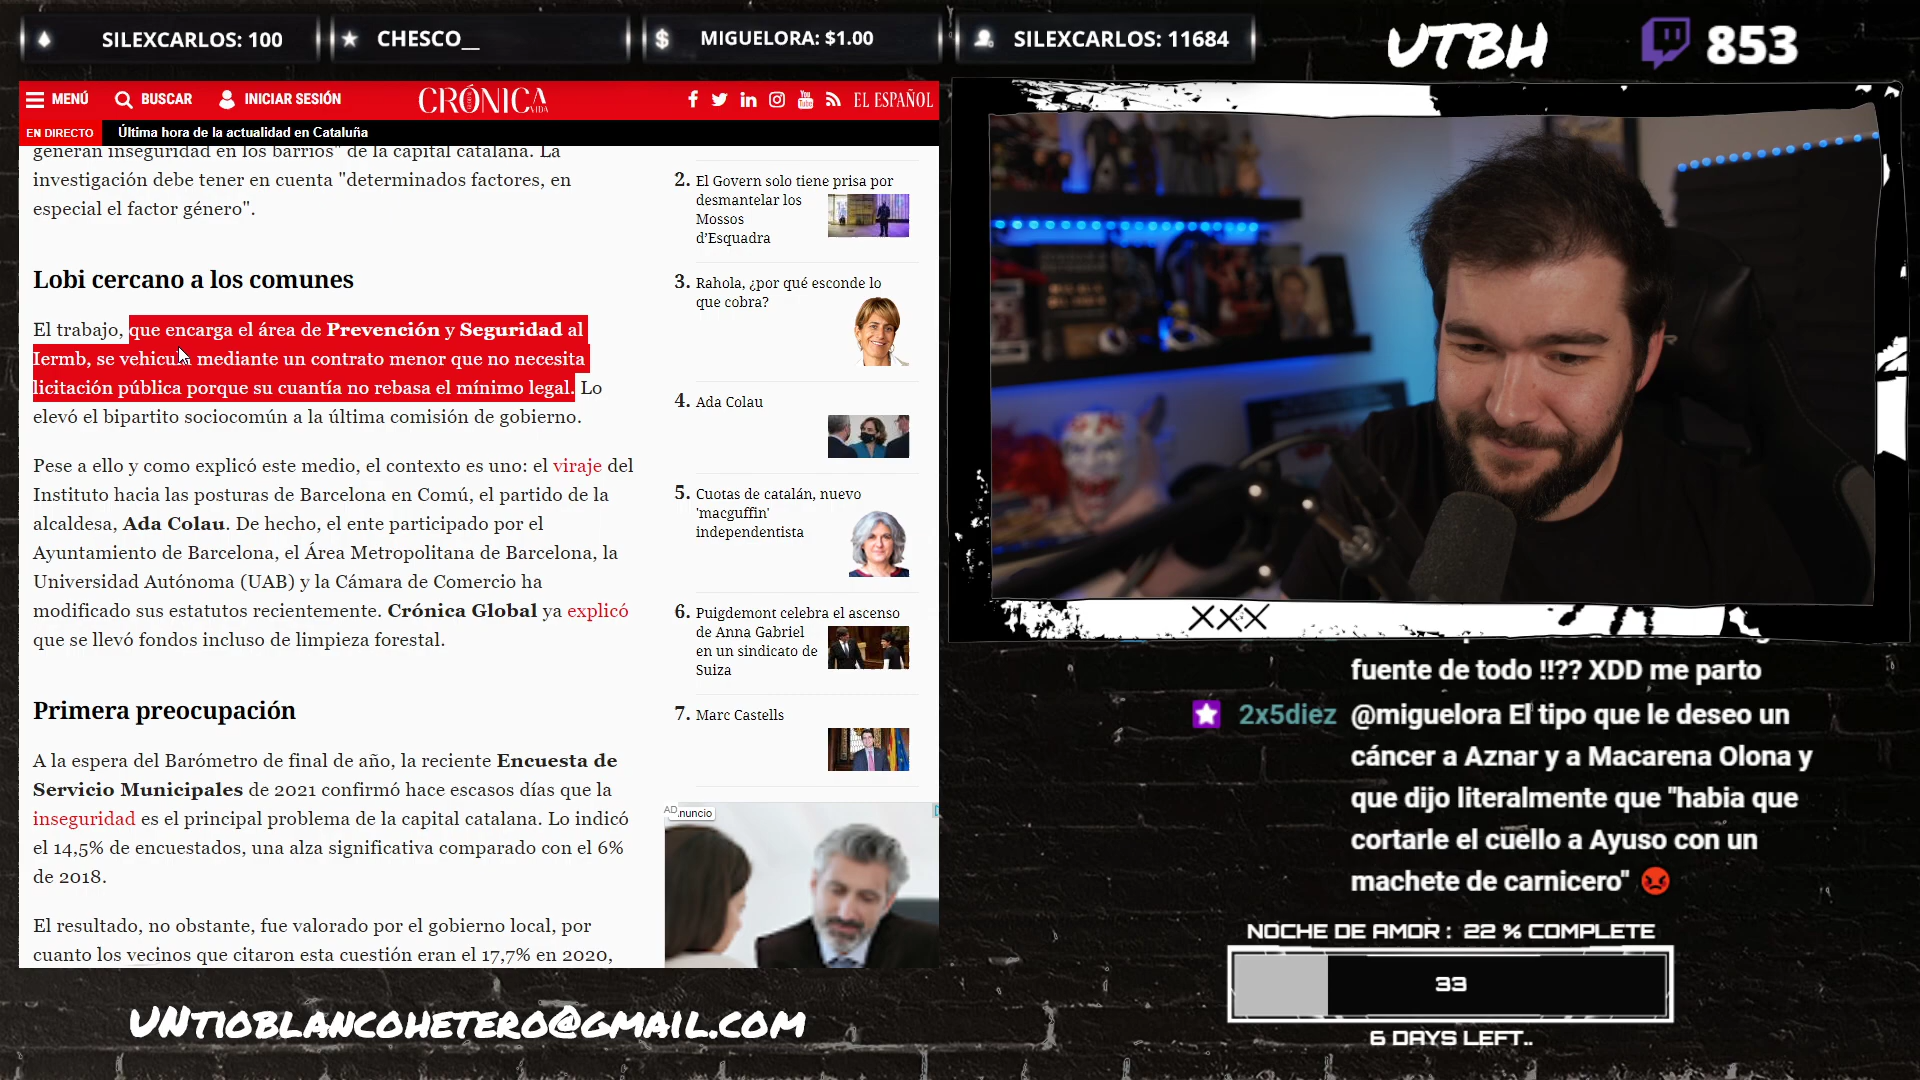 SILEXCARLOS: 100
CHESCO__
MIGUELORA: $1.00
SILEXCARLOS: 11684
UTBH
853
MENÚ
BUSCAR
INICIAR SESIÓN
CRÓNICA
VIDA
EL ESPAÑOL
EN DIRECTO
Última hora de la actualidad en Cataluña
generan inseguridad en los barrios" de la capital catalana. La
investigación debe tener en cuenta "determinados factores, en
especial el factor género".
Lobi cercano a los comunes
El trabajo, que encarga el área de Prevención y Seguridad al
Iermb, se vehicula mediante un contrato menor que no necesita
licitación pública porque su cuantía no rebasa el mínimo legal. Lo
elevó el bipartito sociocomún a la última comisión de gobierno.
Pese a ello y como explicó este medio, el contexto es uno: el viraje del
Instituto hacia las posturas de Barcelona en Comú, el partido de la
alcaldesa, Ada Colau. De hecho, el ente participado por el
Ayuntamiento de Barcelona, el Área Metropolitana de Barcelona, la
Universidad Autónoma (UAB) y la Cámara de Comercio ha
modificado sus estatutos recientemente. Crónica Global ya explicó
que se llevó fondos incluso de limpieza forestal.
Primera preocupación
A la espera del Barómetro de final de año, la reciente Encuesta de
Servicio Municipales de 2021 confirmó hace escasos días que la
inseguridad es el principal problema de la capital catalana. Lo indicó
el 14,5% de encuestados, una alza significativa comparado con el 6%
de 2018.
El resultado, no obstante, fue valorado por el gobierno local, por
cuanto los vecinos que citaron esta cuestión eran el 17,7% en 2020,
2. El Govern solo tiene prisa por
desmantelar los
Mossos
d'Esquadra
3. Rahola, ¿por qué esconde lo
que cobra?
4. Ada Colau
5. Cuotas de catalán, nuevo
'macguffin'
independentista
6. Puigdemont celebra el ascenso
de Anna Gabriel
en un sindicato de
Suiza
7. Marc Castells
AD
nuncio
XXX
fuente de todo !!?? XDD me parto
2x5diez @miguelora El tipo que le deseo un
cáncer a Aznar y a Macarena Olona y
que dijo literalmente que "habia que
cortarle el cuello a Ayuso con un
machete de carnicero"
NOCHE DE AMOR : 22 % COMPLETE
33
6 DAYS LEFT..
UNTIOBLANCOHETERO@GMAIL.COM